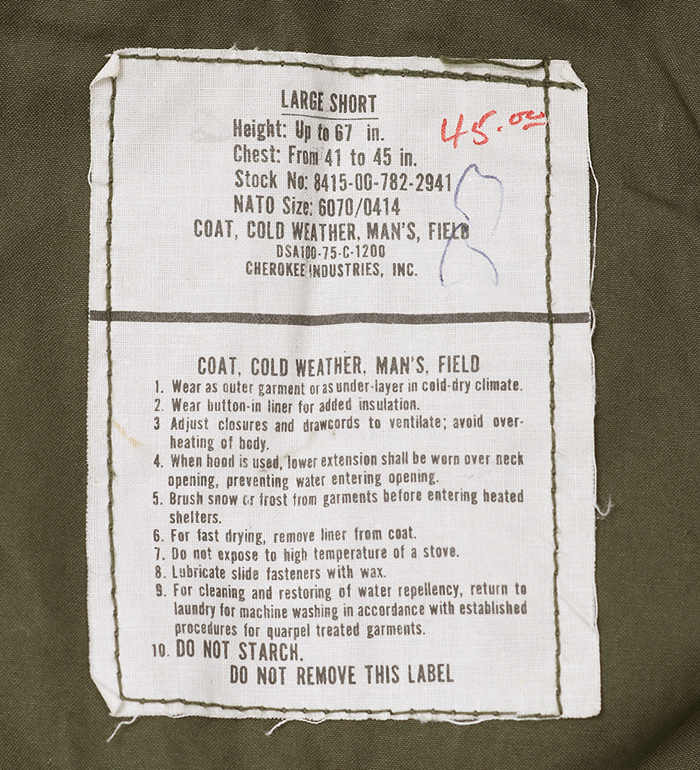 LARGE SHORT
Height: Up to 67 in.
45.00
Chest: From 41 to 45 in.
Stock No: 8415-00-782-2941
NATO Size: 6070/0414
COAT, COLD WEATHER, MAN'S, FIELD
DSA100-75-C-1200
CHEROKEE INDUSTRIES, INC.
COAT, COLD WEATHER, MAN'S, FIELD
1. Wear as outer garment or as under-layer in cold-dry climate.
2. Wear button-in liner for added insulation.
3 Adjust closures and drawcords to ventilate; avoid over-
heating of body.
4. When hood is used, lower extension shall be worn over neck
opening, preventing water entering opening.
5. Brush snow or frost from garments before entering heated
shelters.
6. For fast drying, remove liner from coat.
7. Do not expose to high temperature of a stove.
8. Lubricate slide fasteners with wax.
9. For cleaning and restoring of water repellency, return to
laundry for machine washing in accordance with established
procedures for quarpel treated garments.
10. DO NOT STARCH.
DO NOT REMOVE THIS LABEL